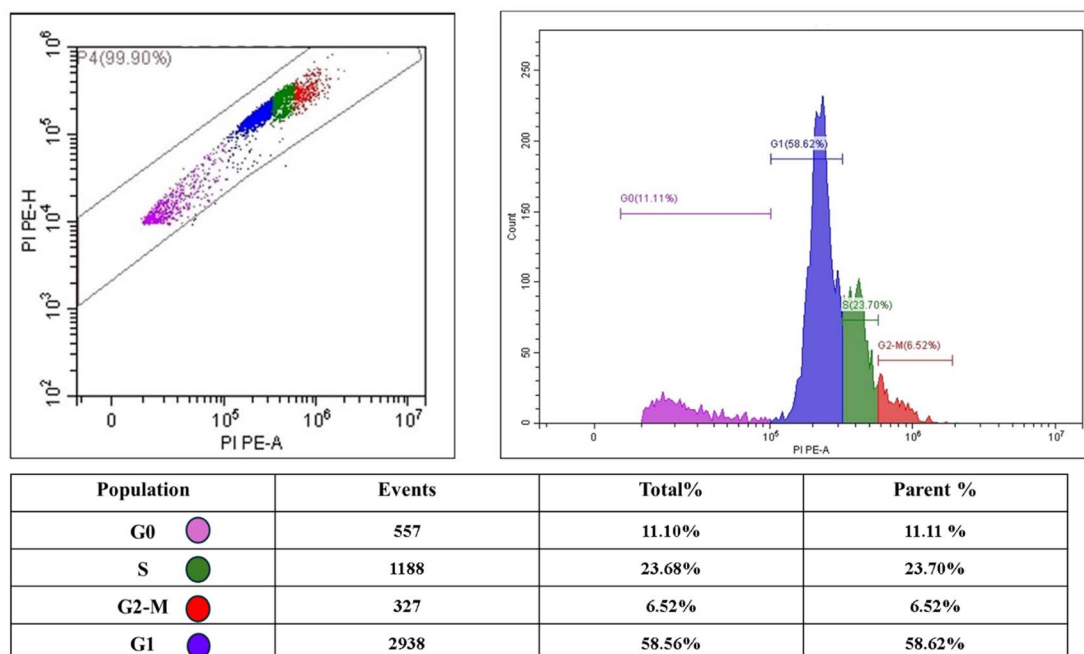 P4(99.90%)
10^6
10^5
10^4
10^3
10^2
PI PE-H
0
10^5
10^6
10^7
PI PE-A
250
200
150
100
50
0
Count
G0(11.11%)
G1(58.62%)
S(23.70%)
G2-M(6.52%)
0
10^5
10^6
10^7
PI PE-A
Population Events Total% Parent %
G0 557 11.10% 11.11 %
S 1188 23.68% 23.70%
G2-M 327 6.52% 6.52%
G1 2938 58.56% 58.62%